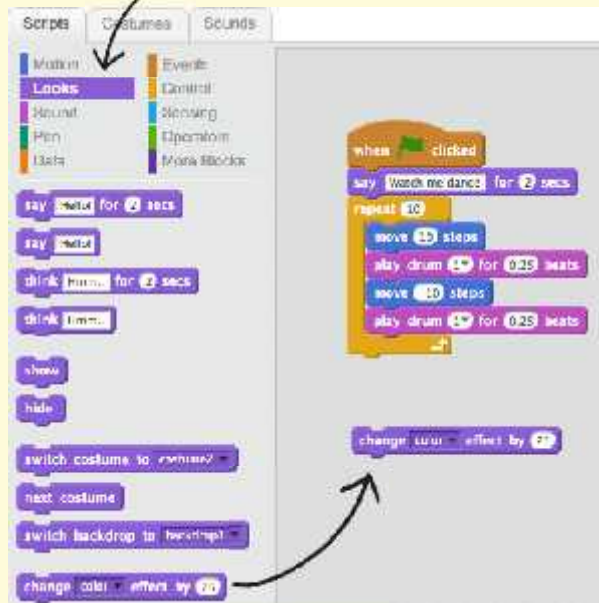 Scripts Costumes Sounds
Motion Events
Looks Control
Sound Sensing
Pen Operators
Data More Blocks
say Hello! for 2 secs
say Hello!
think Hmm... for 2 secs
think Hmm...
show
hide
switch costume to costume2
next costume
switch backdrop to backdrop1
change color effect by 25
when clicked
say Watch me dance for 2 secs
repeat 10
move 10 steps
play drum 1 for 0.25 beats
move -10 steps
play drum 1 for 0.25 beats
change color effect by 25